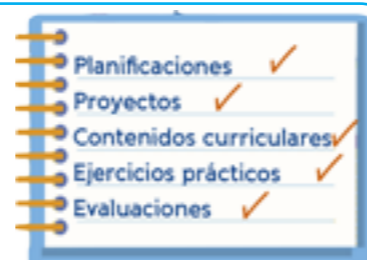 Planificaciones
Proyectos
Contenidos curriculares
Ejercicios prácticos
Evaluaciones